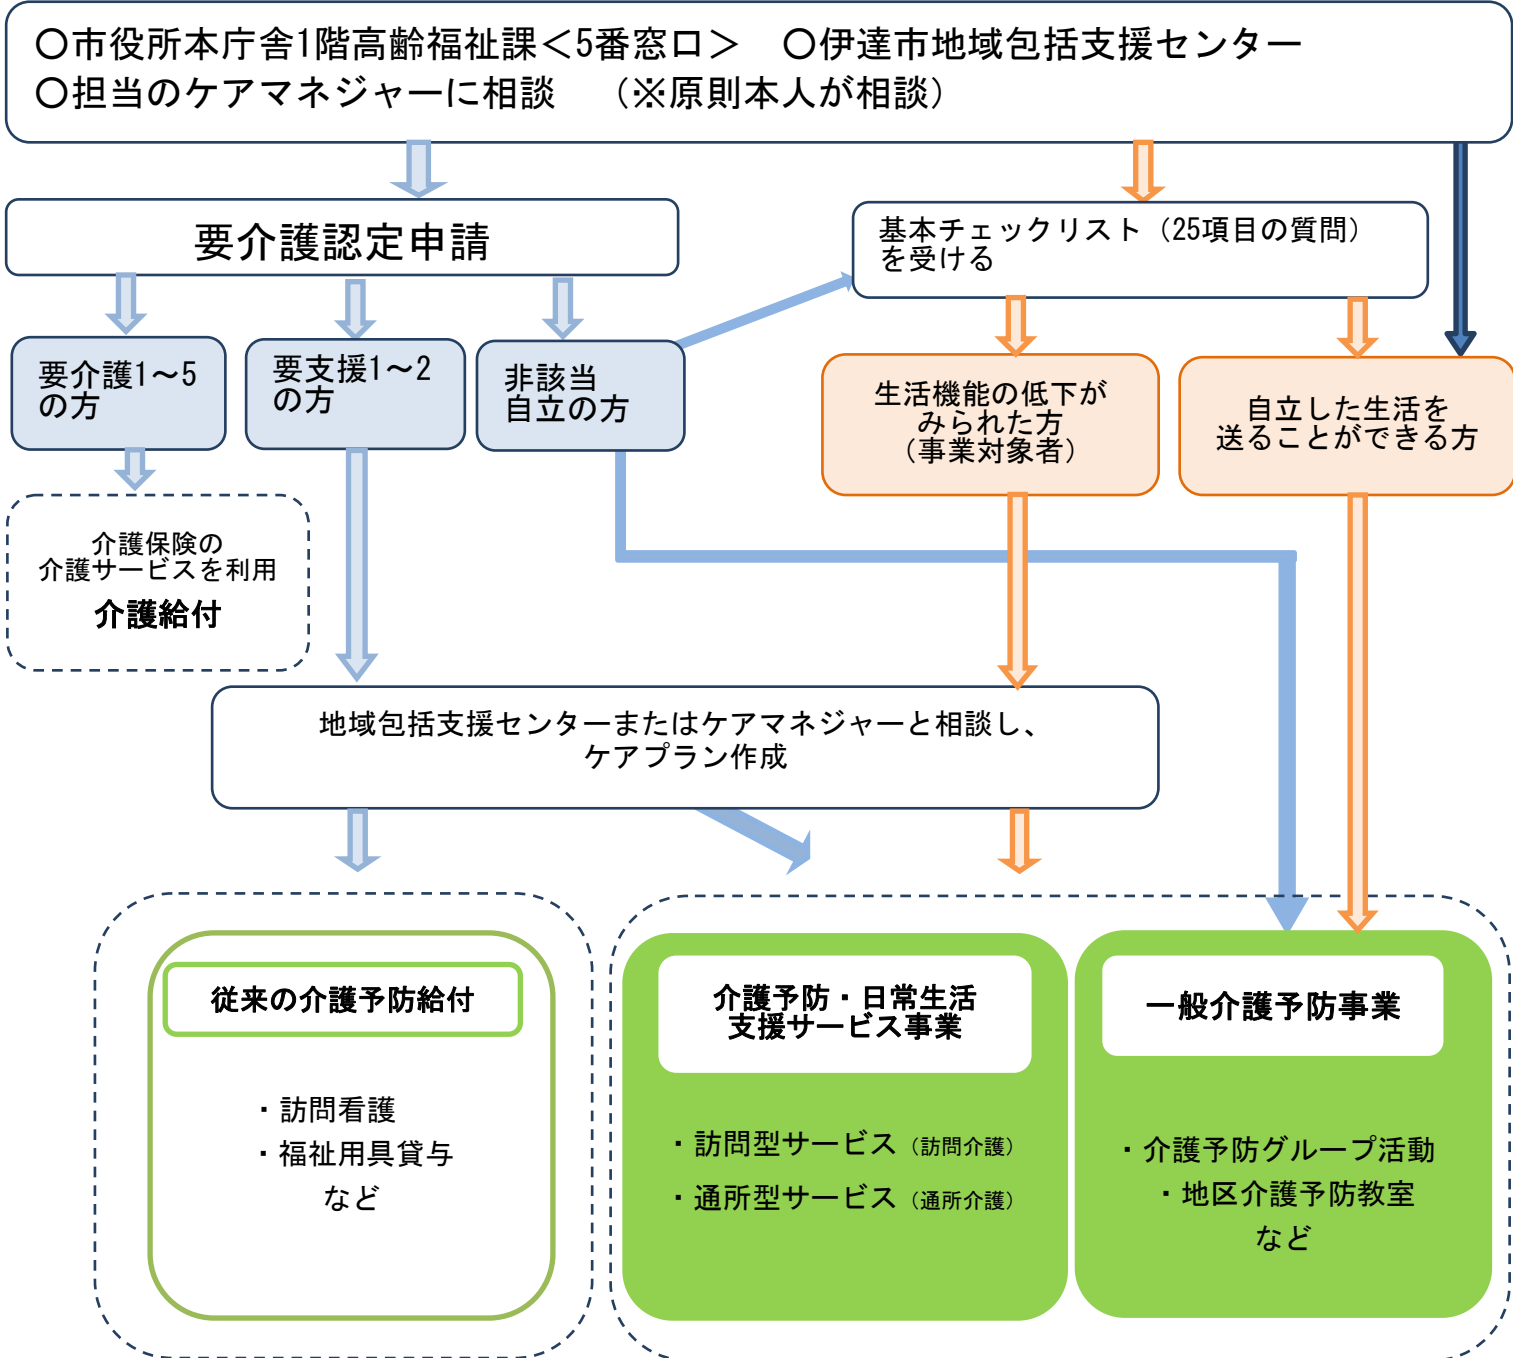 〇市役所本庁舎1階高齢福祉課＜5番窓口＞　〇伊達市地域包括支援センター
〇担当のケアマネジャーに相談　（※原則本人が相談）
要介護認定申請
基本チェックリスト（25項目の質問）
を受ける
要介護1～5
の方
要支援1～2
の方
非該当
自立の方
生活機能の低下が
みられた方
（事業対象者）
自立した生活を
送ることができる方
介護保険の
介護サービスを利用
介護給付
地域包括支援センターまたはケアマネジャーと相談し、
ケアプラン作成
従来の介護予防給付
・訪問看護
・福祉用具貸与
など
介護予防・日常生活
支援サービス事業
・訪問型サービス（訪問介護）
・通所型サービス（通所介護）
一般介護予防事業
・介護予防グループ活動
・地区介護予防教室
など